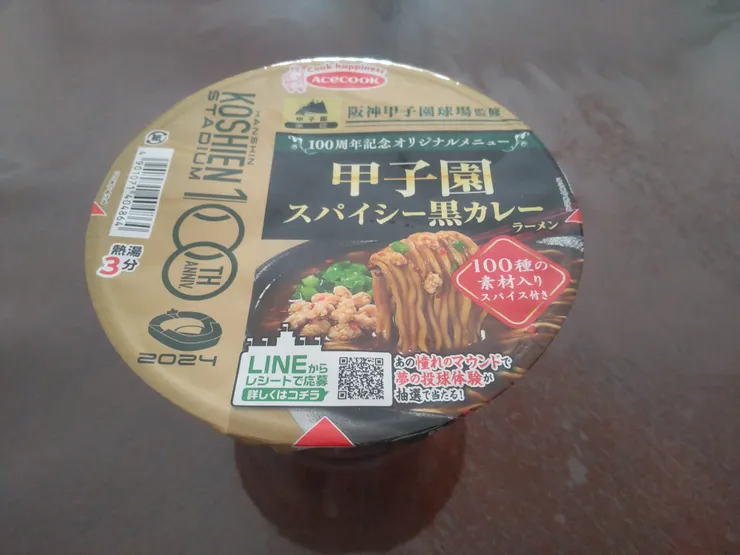 Cook happiness
ACECOOK
甲子園
阪神甲子園球場監修
100周年記念オリジナルメニュー
甲子園
スパイシー黒カレー
ラーメン
100種の
素材入り
スパイス付き
HANSHIN
KOSHIEN
STADIUM
100TH
ANNIV.
2024
4901071404864
熱湯
3分
LINEから
レシートで応募
詳しくはコチラ
あの憧れのマウンドで
夢の投球体験が
抽選で当たる!